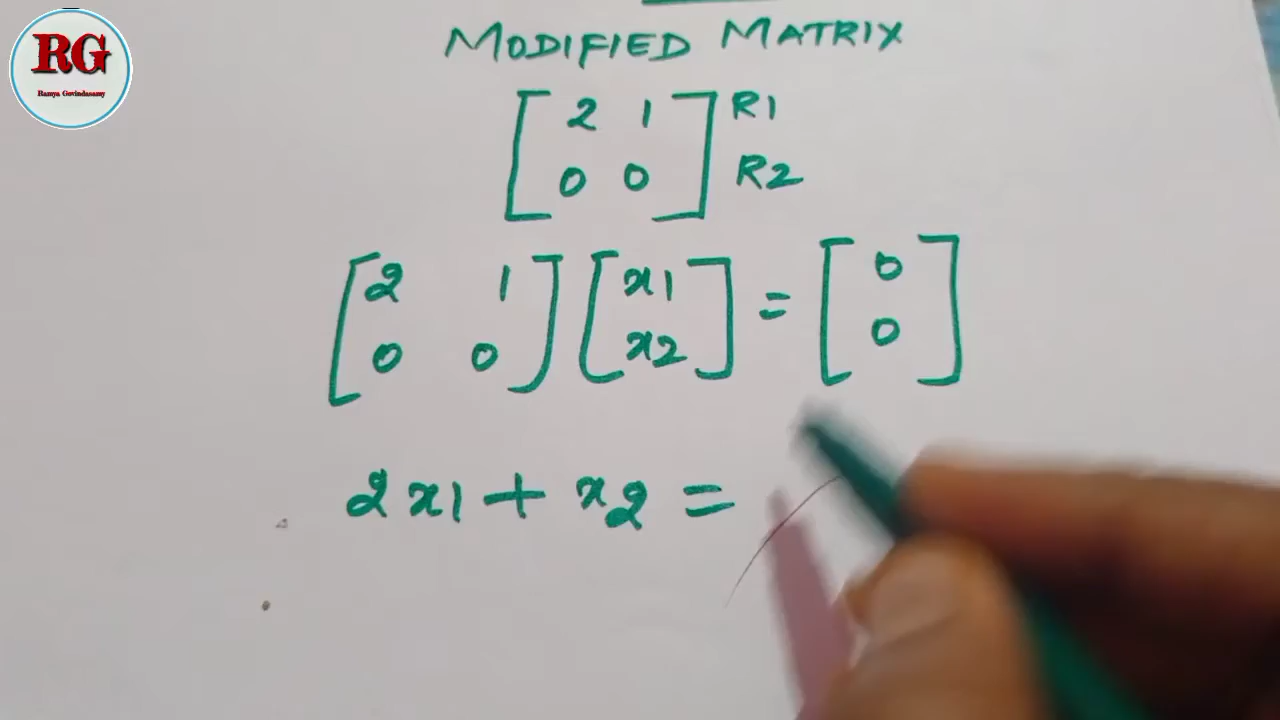 RG
Ramya Govindasamy
MODIFIED MATRIX
2 1 R1
0 0 R2
2 1 x1 = 0
0 0 x2 0
2x1 + x2 =